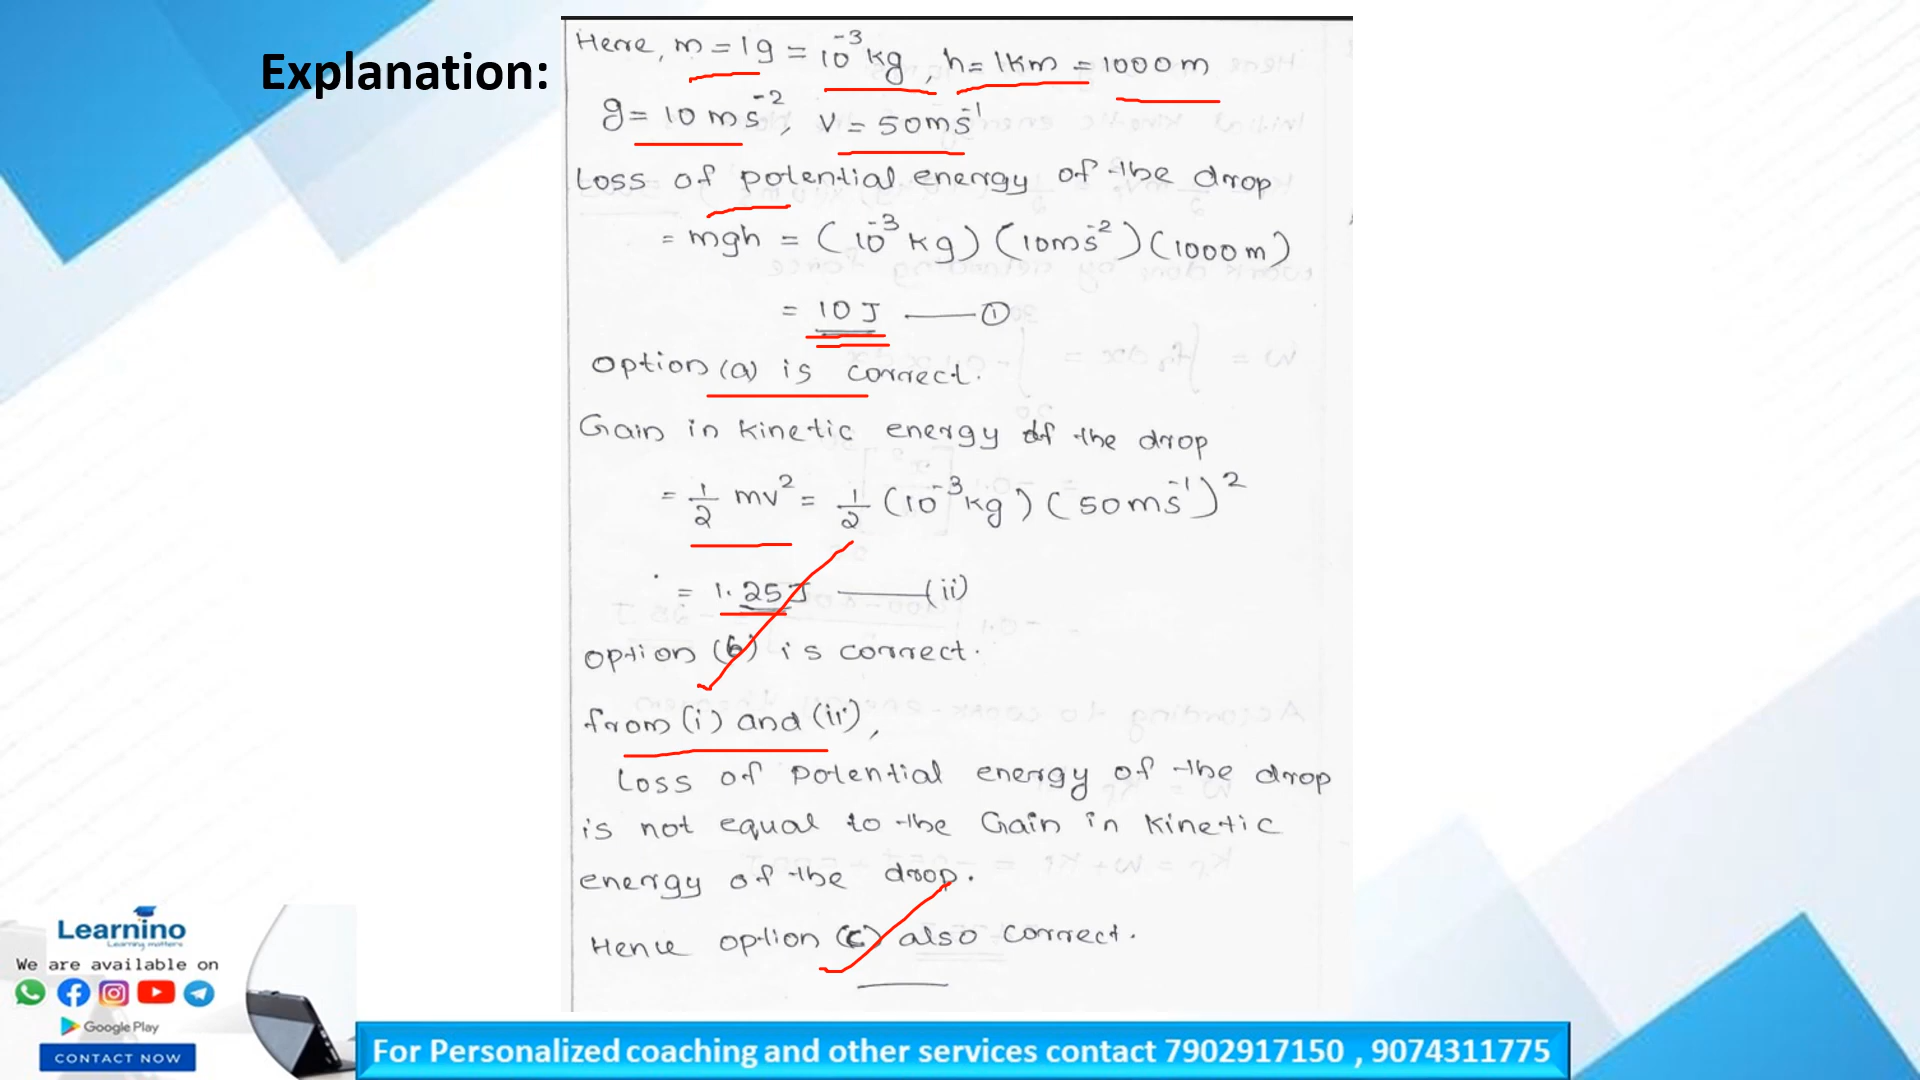 Explanation:
Here, m = 1g = 10⁻³ kg, h = 1km = 1000m
g = 10 ms⁻², v = 50ms⁻¹
Loss of potential energy of the drop
= mgh = (10⁻³ kg) (10ms⁻²) (1000m)
= 10 J —— ①
option (a) is correct.
Gain in kinetic energy of the drop
= 1/2 mv² = 1/2 (10⁻³ kg) (50ms⁻¹)²
= 1.25J ——(ii)
option (b) is correct.
from (i) and (ii),
Loss of potential energy of the drop
is not equal to the Gain in kinetic
energy of the drop.
Hence option (c) also correct.
Learnino
Learning matters
We are available on
Google Play
CONTACT NOW
For Personalized coaching and other services contact 7902917150 , 9074311775